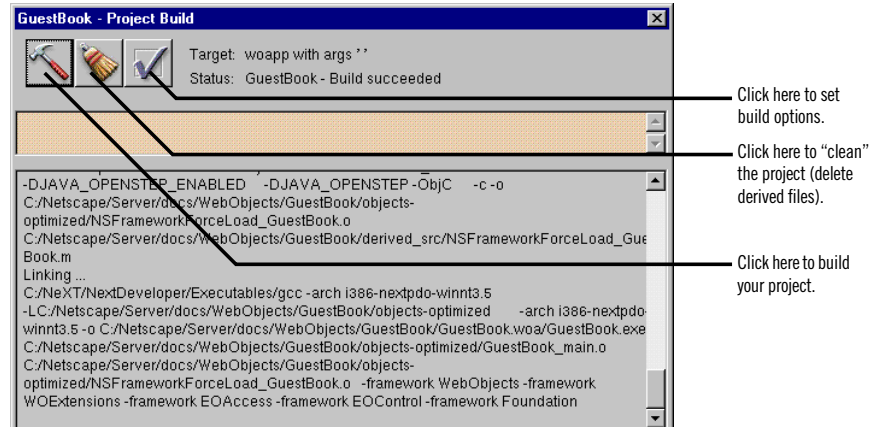 GuestBook - Project Build
Target: woapp with args ' '
Status: GuestBook - Build succeeded
Click here to set
build options.
Click here to “clean”
the project (delete
derived files).
Click here to build
your project.
-DJAVA_OPENSTEP_ENABLED -DJAVA_OPENSTEP -ObjC -c -o
C:/Netscape/Server/docs/WebObjects/GuestBook/objects-
optimized/NSFrameworkForceLoad_GuestBook.o
C:/Netscape/Server/docs/WebObjects/GuestBook/derived_src/NSFrameworkForceLoad_Gue
Book.m
Linking ...
C:/NeXT/NextDeveloper/Executables/gcc -arch i386-nextpdo-winnt3.5
-LC:/Netscape/Server/docs/WebObjects/GuestBook/objects-optimized -arch i386-nextpdo-
winnt3.5 -o C:/Netscape/Server/docs/WebObjects/GuestBook/GuestBook.woa/GuestBook.exe
C:/Netscape/Server/docs/WebObjects/GuestBook/objects-optimized/GuestBook_main.o
C:/Netscape/Server/docs/WebObjects/GuestBook/objects-
optimized/NSFrameworkForceLoad_GuestBook.o -framework WebObjects -framework
WOExtensions -framework EOAccess -framework EOControl -framework Foundation